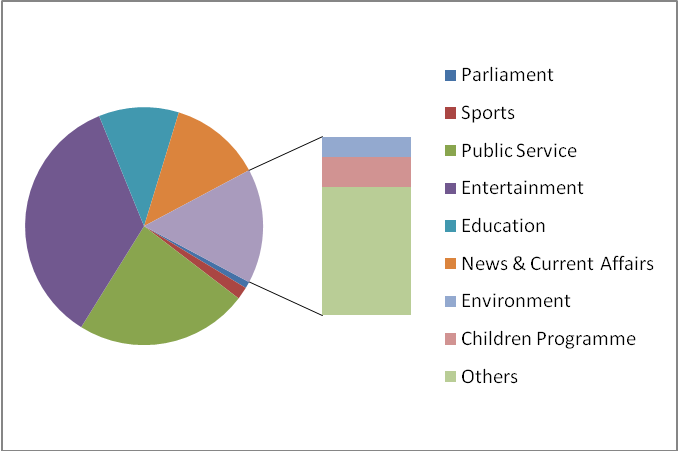 Parliament
Sports
Public Service
Entertainment
Education
News & Current Affairs
Environment
Children Programme
Others